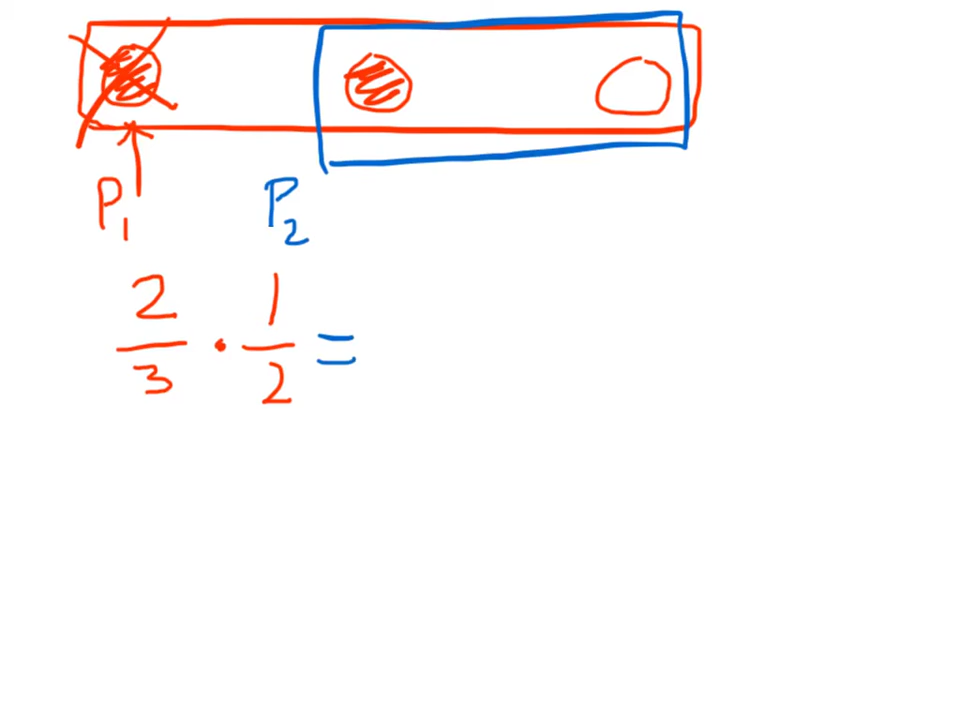 P₁ P₂
2/3 · 1/2 =